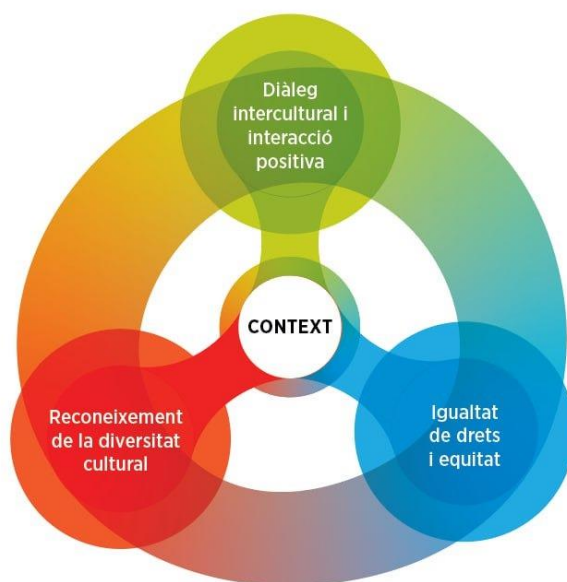 Diàleg
intercultural i
interacció
positiva
CONTEXT
Reconeixement
de la diversitat
cultural
Igualtat
de drets
i equitat